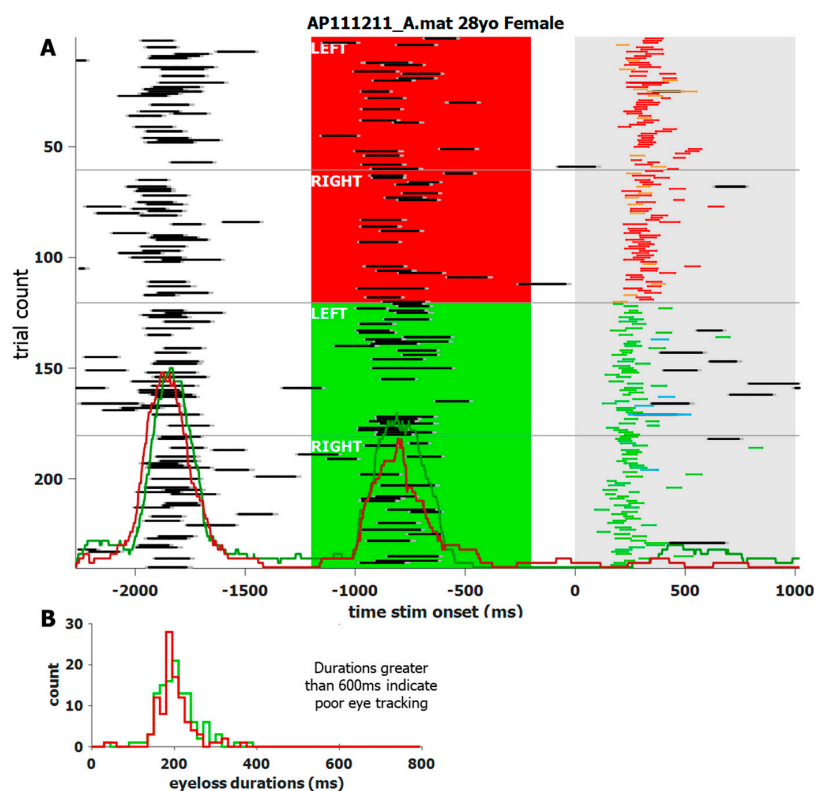 AP111211_A.mat 28yo Female
A
LEFT
RIGHT
LEFT
RIGHT
50
100
150
200
trial count
-2000
-1500
-1000
-500
0
500
1000
time stim onset (ms)
B
30
20
10
0
count
Durations greater
than 600ms indicate
poor eye tracking
0
200
400
600
800
eyeloss durations (ms)